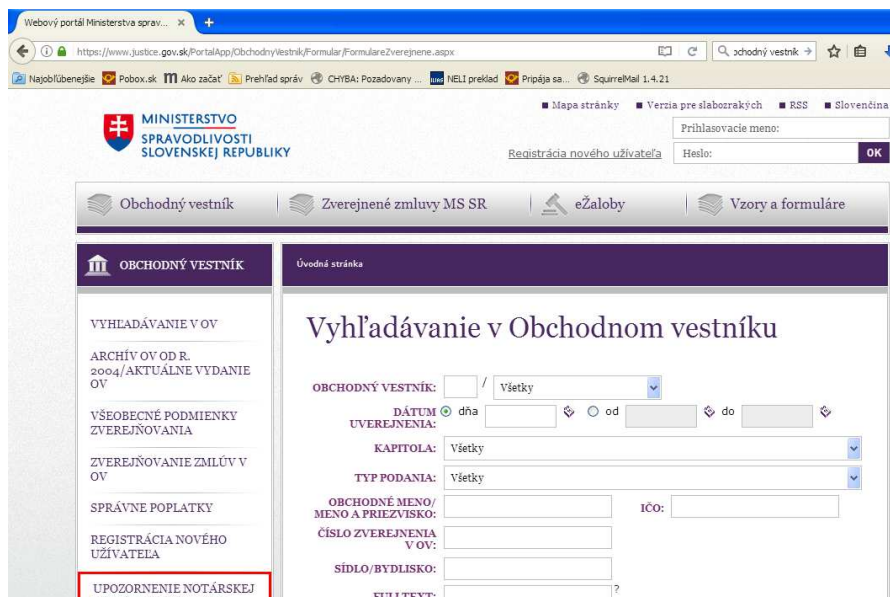 Webový portál Ministerstva sprav...
https://www.justice.gov.sk/PortalApp/ObchodnyVestnik/Formular/FormulareZverejnene.aspx
ochodný vestník
Najobľúbenejšie Pobox.sk Ako začať Prehľad správ CHYBA: Pozadovany ... NELI preklad Pripája sa... SquirrelMail 1.4.21
Mapa stránky Verzia pre slabozrakých RSS Slovenčina
MINISTERSTVO
SPRAVODLIVOSTI
SLOVENSKEJ REPUBLIKY
Prihlasovacie meno:
Registrácia nového užívateľa Heslo: OK
Obchodný vestník Zverejnené zmluvy MS SR eŽaloby Vzory a formuláre
OBCHODNÝ VESTNÍK
Úvodná stránka
VYHĽADÁVANIE V OV
ARCHÍV OV OD R.
2004/AKTUÁLNE VYDANIE
OV
VŠEOBECNÉ PODMIENKY
ZVEREJŇOVANIA
ZVEREJŇOVANIE ZMLÚV V
OV
SPRÁVNE POPLATKY
REGISTRÁCIA NOVÉHO
UŽÍVATEĽA
UPOZORNENIE NOTÁRSKEJ
Vyhľadávanie v Obchodnom vestníku
OBCHODNÝ VESTNÍK: / Všetky
DÁTUM
UVEREJNENIA: dňa od do
KAPITOLA: Všetky
TYP PODANIA: Všetky
OBCHODNÉ MENO/
MENO A PRIEZVISKO: IČO:
ČÍSLO ZVEREJNENIA
V OV:
SÍDLO/BYDLISKO:
FULLTEXT: ?